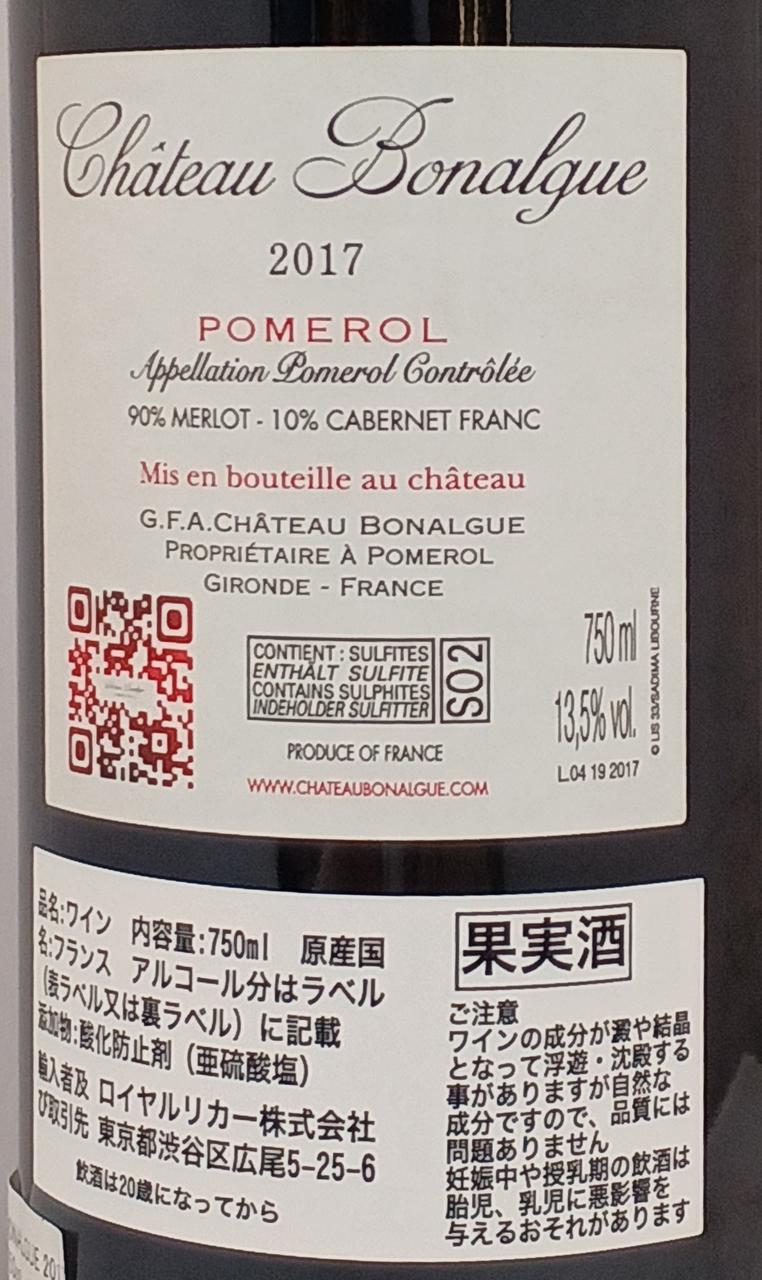 Château Bonalgue
2017
POMEROL
Appellation Pomerol Contrôlée
90% MERLOT - 10% CABERNET FRANC
Mis en bouteille au château
G.F.A.CHÂTEAU BONALGUE
PROPRIÉTAIRE À POMEROL
GIRONDE - FRANCE
CONTIENT : SULFITES
ENTHÄLT SULFITE
CONTAINS SULPHITES
INDEHOLDER SULFITTER
SO2
PRODUCE OF FRANCE
WWW.CHATEAUBONALGUE.COM
750 ml
13,5% vol.
L.04 19 2017
© LIS 33/SADIMA LIBOURNE
品名:ワイン 内容量:750ml 原産国
名:フランス アルコール分はラベル
(表ラベル又は裏ラベル)に記載
添加物:酸化防止剤(亜硫酸塩)
輸入者及 ロイヤルリカー株式会社
び取引先 東京都渋谷区広尾5-25-6
飲酒は20歳になってから
果実酒
ご注意
ワインの成分が澱や結晶
となって浮遊・沈殿する
事がありますが自然な
成分ですので、品質には
問題ありません
妊娠中や授乳期の飲酒は
胎児、乳児に悪影響を
与えるおそれがあります